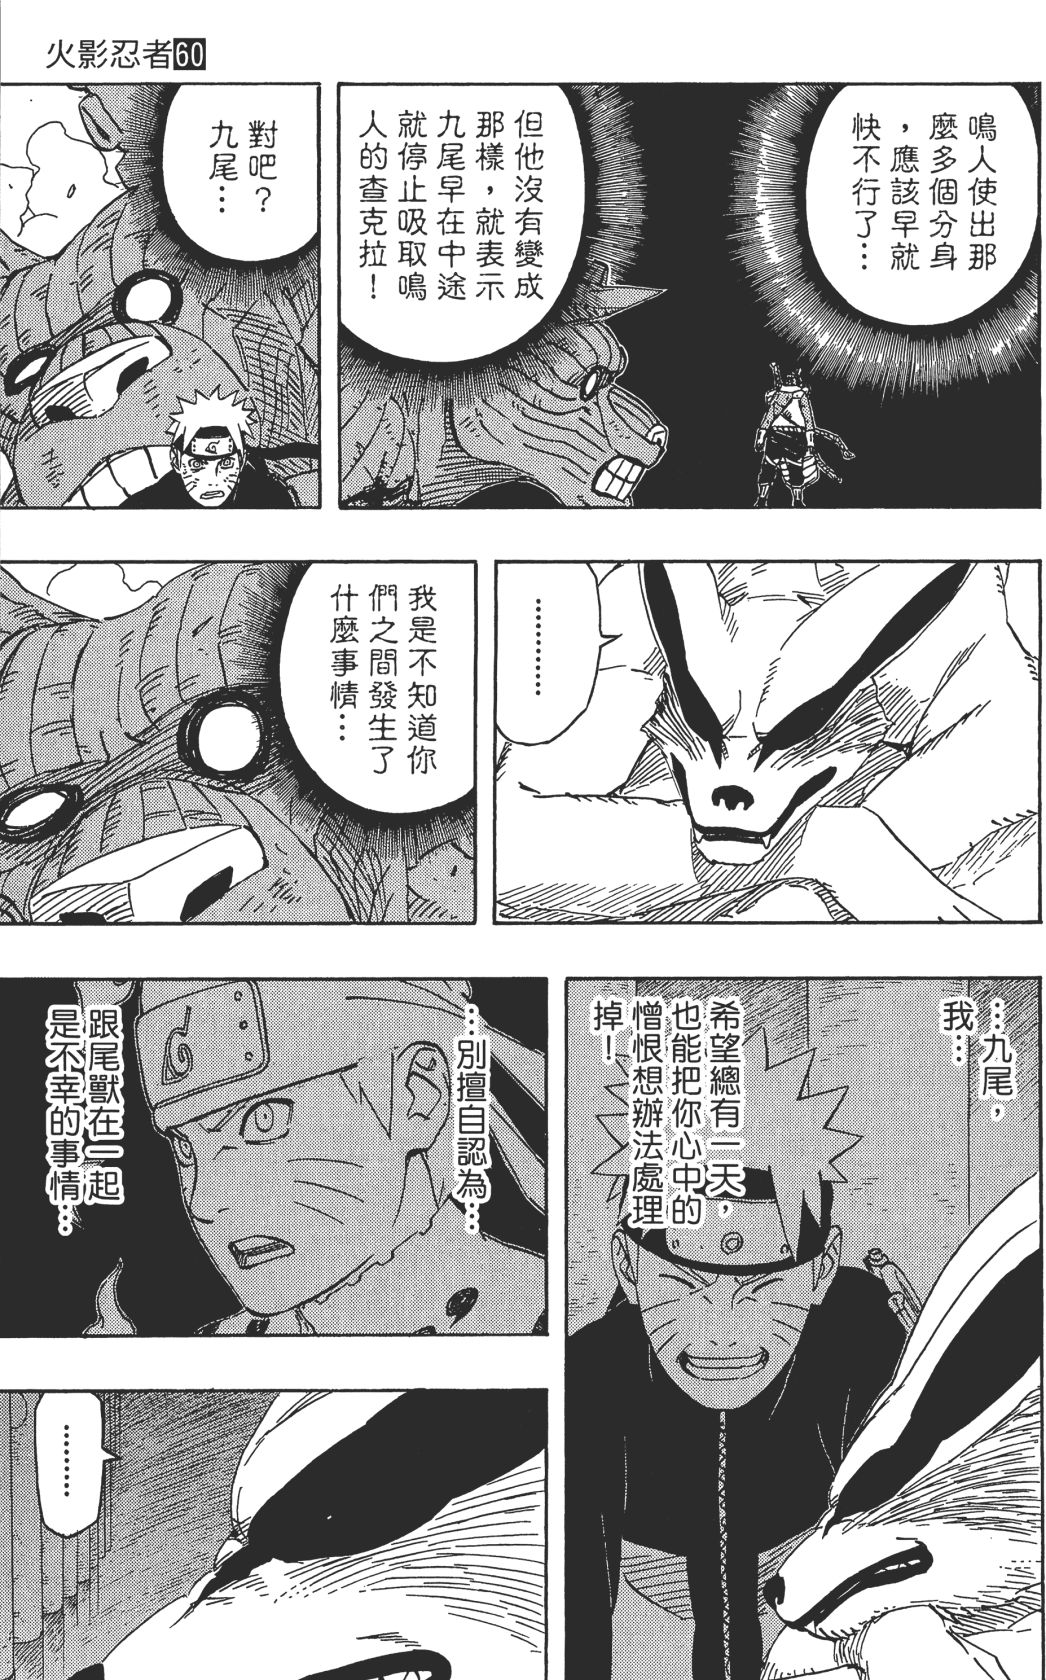 火影忍者60
鳴人使出那
麼多個分身
，應該早就
快不行了…
但他沒有變成
那樣，就表示
九尾早在中途
就停止吸取鳴
人的查克拉！
對吧？
九尾…
………
我是不知道你
們之間發生了
什麼事情…
…九尾，
我…
希望總有一天，
也能把你心中的
憎恨想辦法處理
掉！
…別擅自認為…
跟尾獸在一起
是不幸的事情…
………